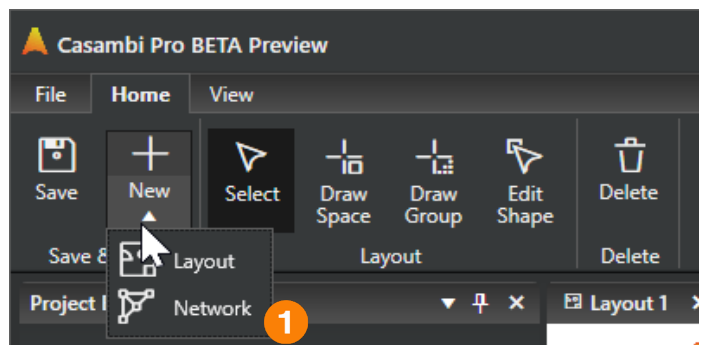 Casambi Pro BETA Preview
File Home View
Save New Select Draw Space Draw Group Edit Shape Delete
Save & Layout Delete
Layout
Network
1
Project
Layout 1